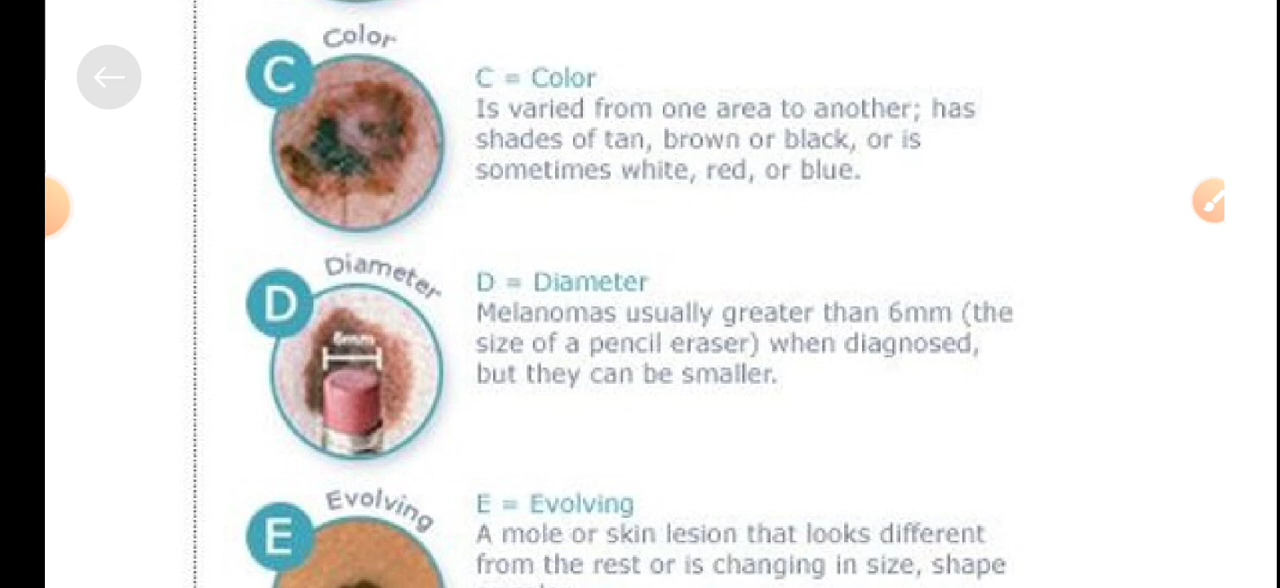 Color
C
C = Color
Is varied from one area to another; has
shades of tan, brown or black, or is
sometimes white, red, or blue.
Diameter
D
6mm
D = Diameter
Melanomas usually greater than 6mm (the
size of a pencil eraser) when diagnosed,
but they can be smaller.
Evolving
E
E = Evolving
A mole or skin lesion that looks different
from the rest or is changing in size, shape